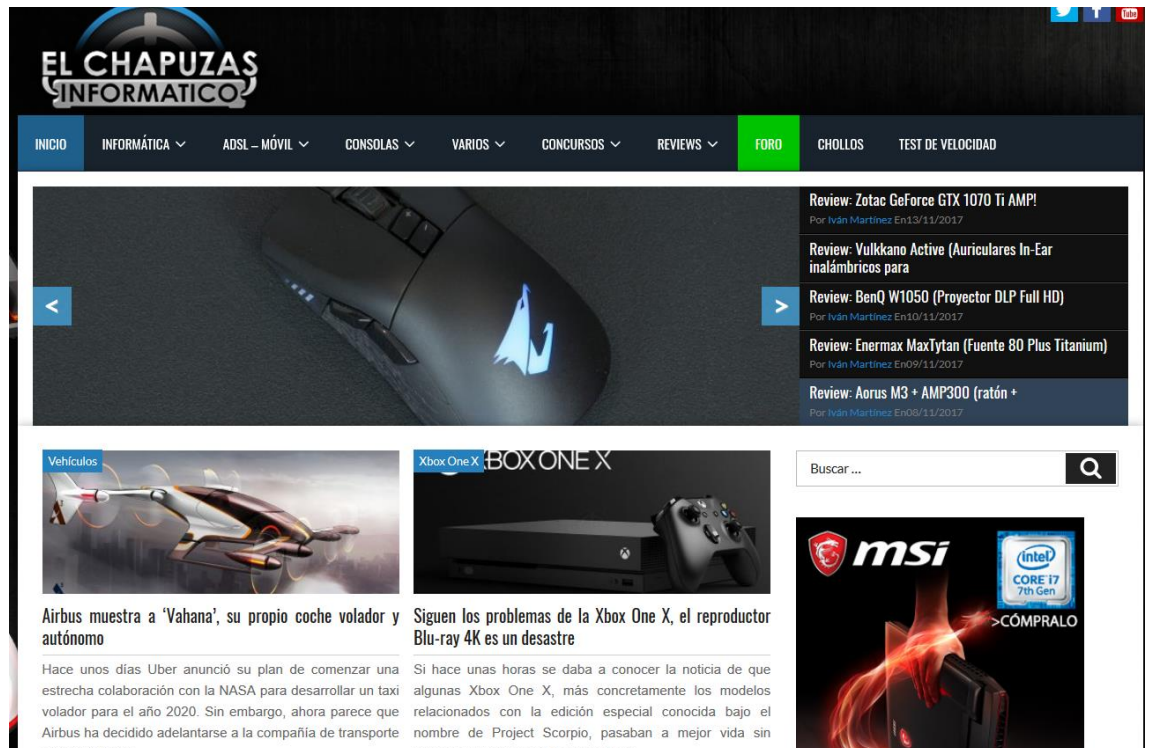 Tube
EL CHAPUZAS
INFORMATICO
INICIO
INFORMÁTICA
ADSL – MÓVIL
CONSOLAS
VARIOS
CONCURSOS
REVIEWS
FORO
CHOLLOS
TEST DE VELOCIDAD
<
>
Review: Zotac GeForce GTX 1070 Ti AMP!
Por Iván Martínez En13/11/2017
Review: Vulkkano Active (Auriculares In-Ear
inalámbricos para
Review: BenQ W1050 (Proyector DLP Full HD)
Por Iván Martínez En10/11/2017
Review: Enermax MaxTytan (Fuente 80 Plus Titanium)
Por Iván Martínez En09/11/2017
Review: Aorus M3 + AMP300 (ratón +
Por Iván Martínez En08/11/2017
Vehículos
Airbus muestra a ‘Vahana’, su propio coche volador y
autónomo
Hace unos días Uber anunció su plan de comenzar una
estrecha colaboración con la NASA para desarrollar un taxi
volador para el año 2020. Sin embargo, ahora parece que
Airbus ha decidido adelantarse a la compañía de transporte
Xbox One X
XBOX ONE X
Siguen los problemas de la Xbox One X, el reproductor
Blu-ray 4K es un desastre
Si hace unas horas se daba a conocer la noticia de que
algunas Xbox One X, más concretamente los modelos
relacionados con la edición especial conocida bajo el
nombre de Project Scorpio, pasaban a mejor vida sin
Buscar ...
msi
intel
CORE i7
7th Gen
>CÓMPRALO